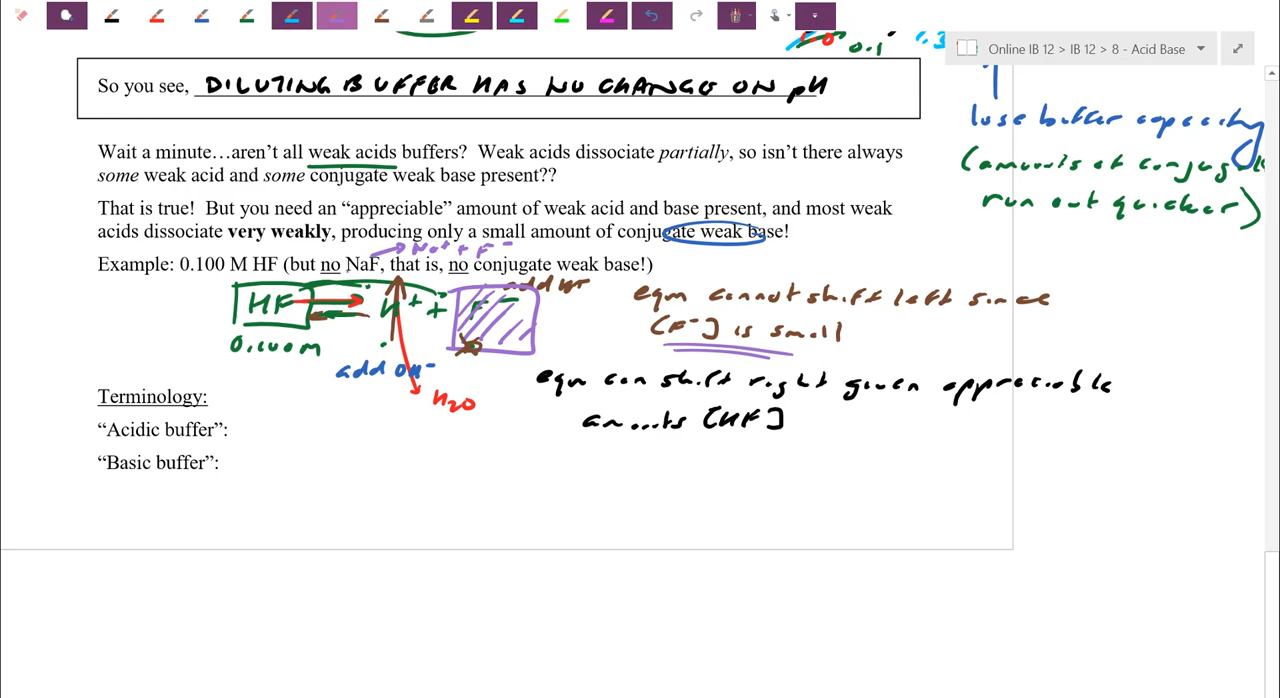 0.1
Online IB 12 > IB 12 > 8 - Acid Base
So you see, DILUTING BUFFER HAS NO CHANGE ON pH
lose buffer capacity
(amounts of conjugate
run out quicker)
Wait a minute…aren't all weak acids buffers? Weak acids dissociate partially, so isn't there always
some weak acid and some conjugate weak base present??
That is true! But you need an “appreciable” amount of weak acid and base present, and most weak
acids dissociate very weakly, producing only a small amount of conjugate weak base!
Na+ + F-
Example: 0.100 M HF (but no NaF, that is, no conjugate weak base!)
add H+
HF H+ + F-
0.100M
eqm cannot shift left since
[F-] is small
add OH-
H2O
eqm can shift right given appreciable
[HF]
Terminology:
“Acidic buffer”:
“Basic buffer”: